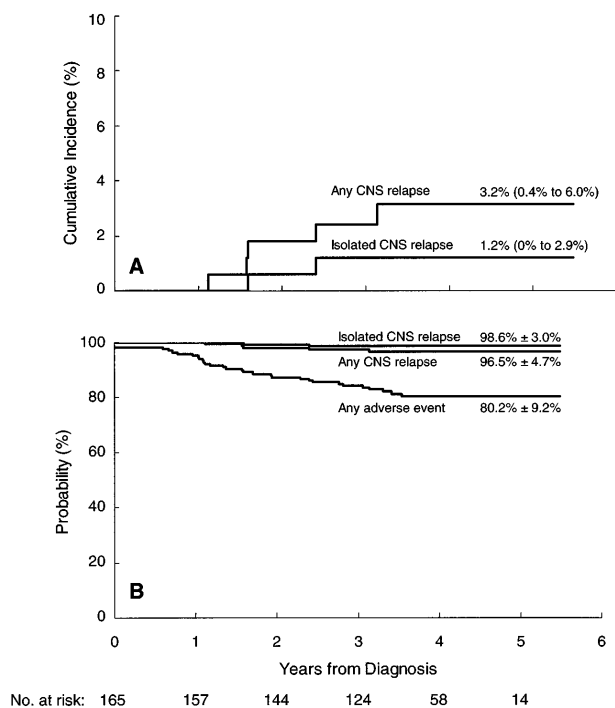 10
8
6
4
2
0
Cumulative Incidence (%)
Any CNS relapse 3.2% (0.4% to 6.0%)
Isolated CNS relapse 1.2% (0% to 2.9%)
A
100
80
60
40
20
0
Probability (%)
Isolated CNS relapse 98.6% ± 3.0%
Any CNS relapse 96.5% ± 4.7%
Any adverse event 80.2% ± 9.2%
B
0 1 2 3 4 5 6
Years from Diagnosis
No. at risk: 165 157 144 124 58 14